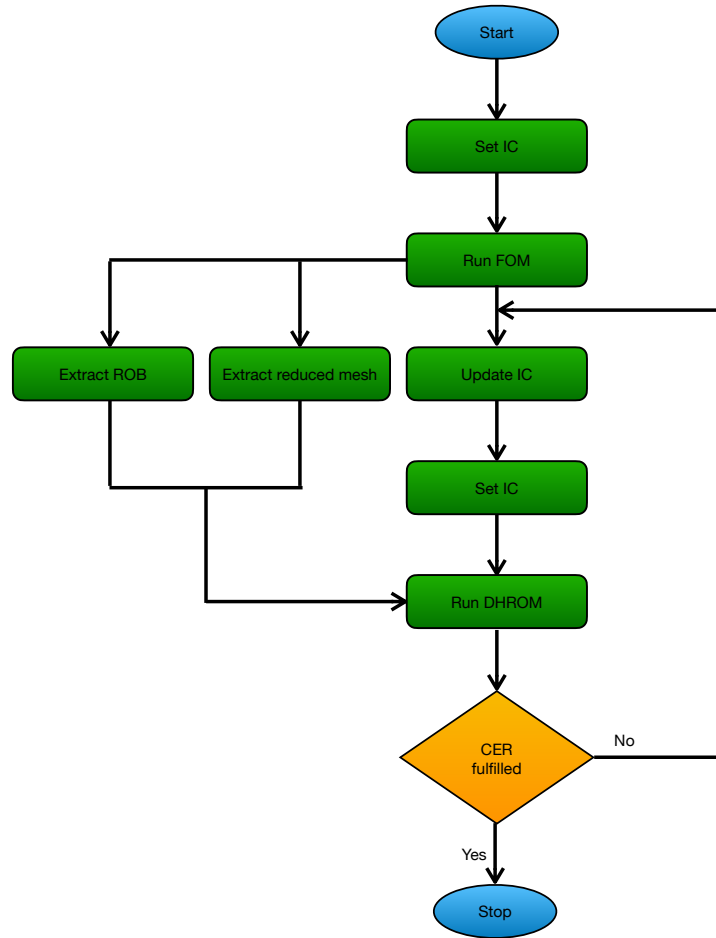 Start
Set IC
Run FOM
Extract ROB
Extract reduced mesh
Update IC
Set IC
Run DHROM
CER
fulfilled
No
Yes
Stop